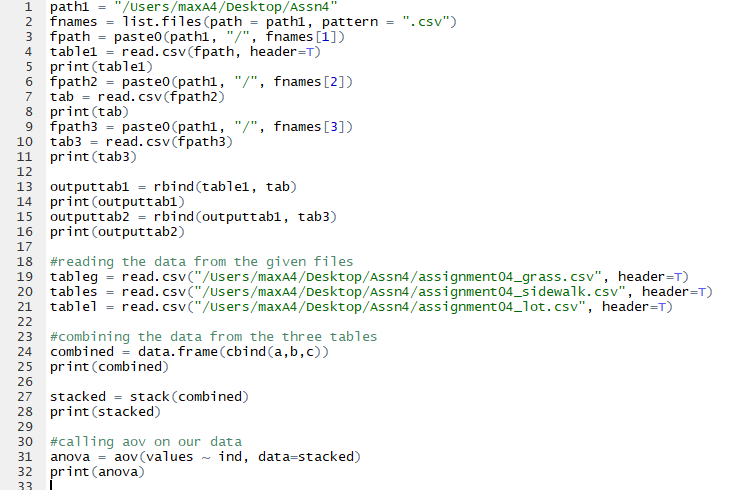 1 path1 = "/Users/maxA4/Desktop/Assn4"
2 fnames = list.files(path = path1, pattern = ".csv")
3 fpath = paste0(path1, "/", fnames[1])
4 table1 = read.csv(fpath, header=T)
5 print(table1)
6 fpath2 = paste0(path1, "/", fnames[2])
7 tab = read.csv(fpath2)
8 print(tab)
9 fpath3 = paste0(path1, "/", fnames[3])
10 tab3 = read.csv(fpath3)
11 print(tab3)
12
13 outputtab1 = rbind(table1, tab)
14 print(outputtab1)
15 outputtab2 = rbind(outputtab1, tab3)
16 print(outputtab2)
17
18 #reading the data from the given files
19 tableg = read.csv("/Users/maxA4/Desktop/Assn4/assignment04_grass.csv", header=T)
20 tables = read.csv("/Users/maxA4/Desktop/Assn4/assignment04_sidewalk.csv", header=T)
21 tablel = read.csv("/Users/maxA4/Desktop/Assn4/assignment04_lot.csv", header=T)
22
23 #combining the data from the three tables
24 combined = data.frame(cbind(a,b,c))
25 print(combined)
26
27 stacked = stack(combined)
28 print(stacked)
29
30 #calling aov on our data
31 anova = aov(values ~ ind, data=stacked)
32 print(anova)
33